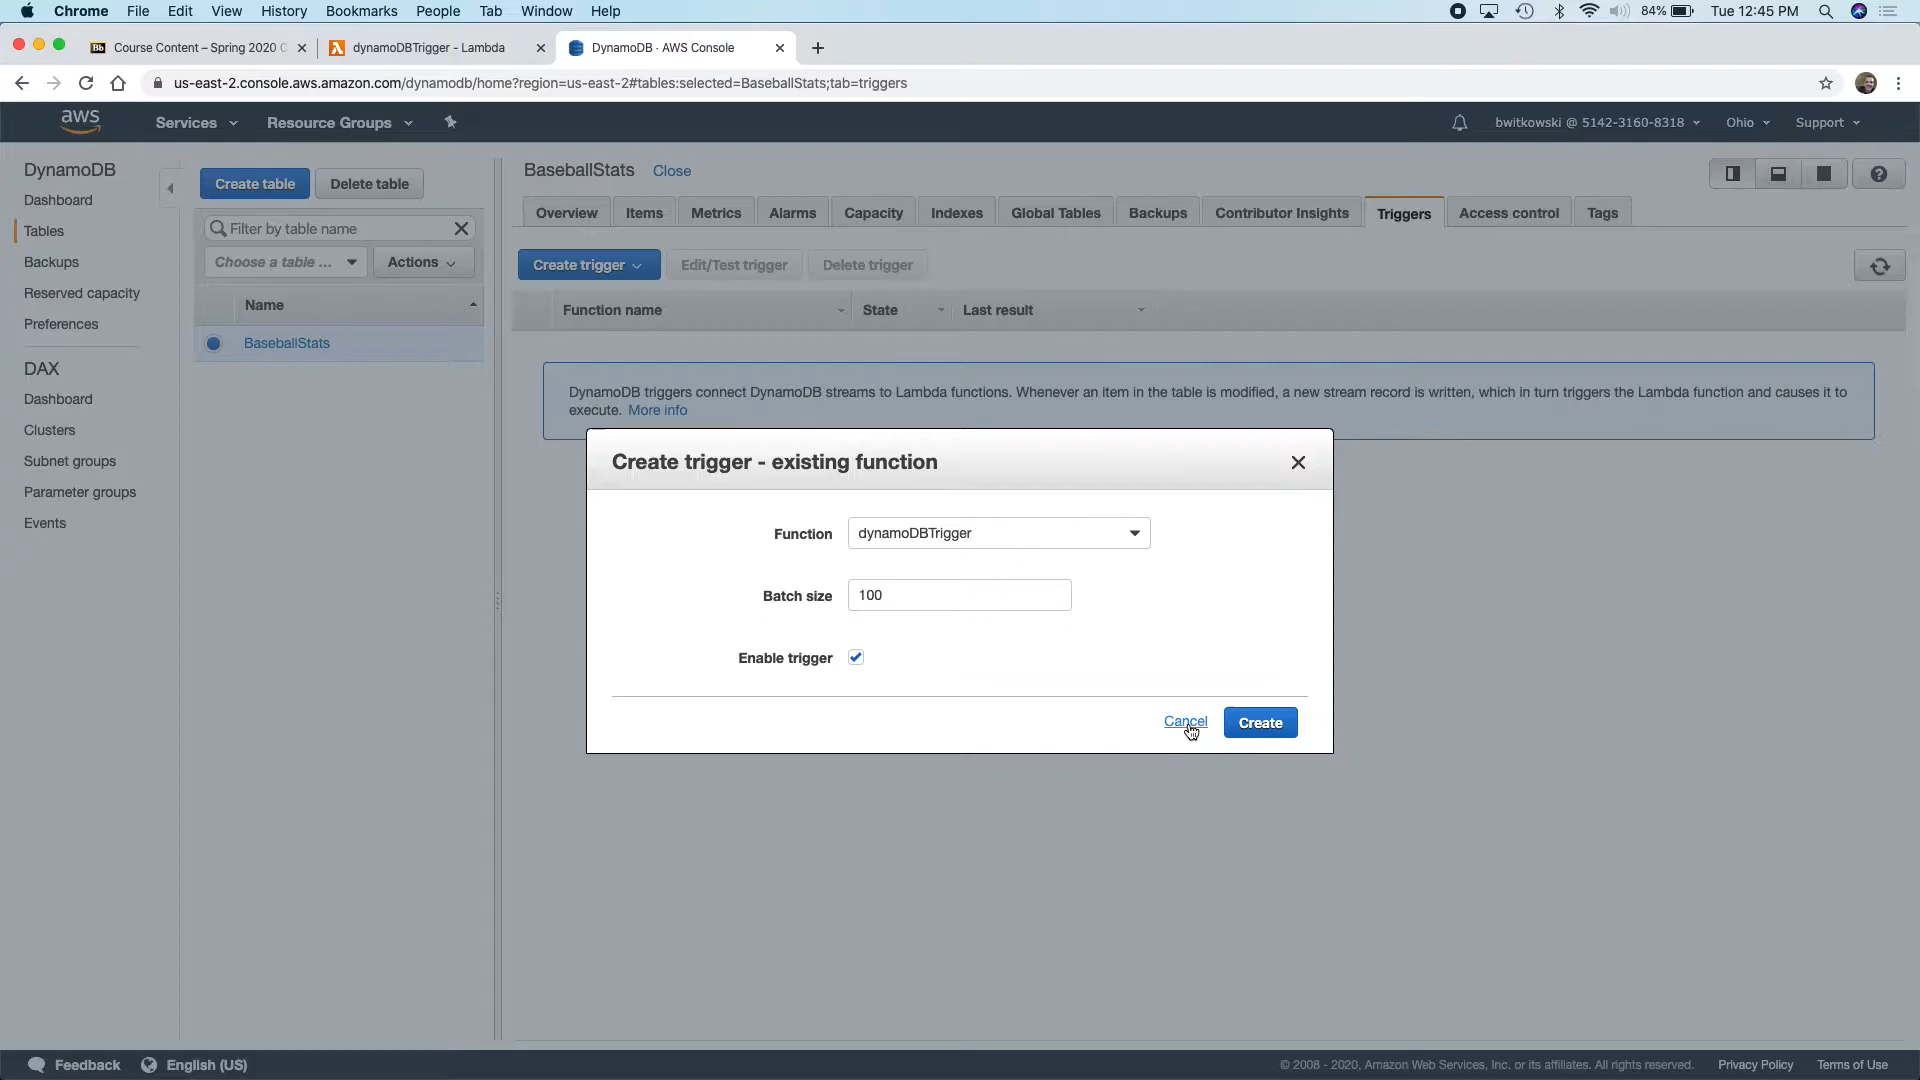 Chrome File Edit View History Bookmarks People Tab Window Help 84% Tue 12:45 PM
Bb Course Content – Spring 2020 C dynamoDBTrigger - Lambda DynamoDB · AWS Console
us-east-2.console.aws.amazon.com/dynamodb/home?region=us-east-2#tables:selected=BaseballStats;tab=triggers
aws Services Resource Groups bwitkowski @ 5142-3160-8318 Ohio Support
DynamoDB
Dashboard
Tables
Backups
Reserved capacity
Preferences
DAX
Dashboard
Clusters
Subnet groups
Parameter groups
Events
Create table Delete table
Filter by table name
Choose a table ... Actions
Name
BaseballStats
BaseballStats Close
Overview Items Metrics Alarms Capacity Indexes Global Tables Backups Contributor Insights Triggers Access control Tags
Create trigger Edit/Test trigger Delete trigger
Function name State Last result
DynamoDB triggers connect DynamoDB streams to Lambda functions. Whenever an item in the table is modified, a new stream record is written, which in turn triggers the Lambda function and causes it to
execute. More info
Create trigger - existing function
Function dynamoDBTrigger
Batch size 100
Enable trigger
Cancel Create
Feedback English (US) © 2008 - 2020, Amazon Web Services, Inc. or its affiliates. All rights reserved. Privacy Policy Terms of Use